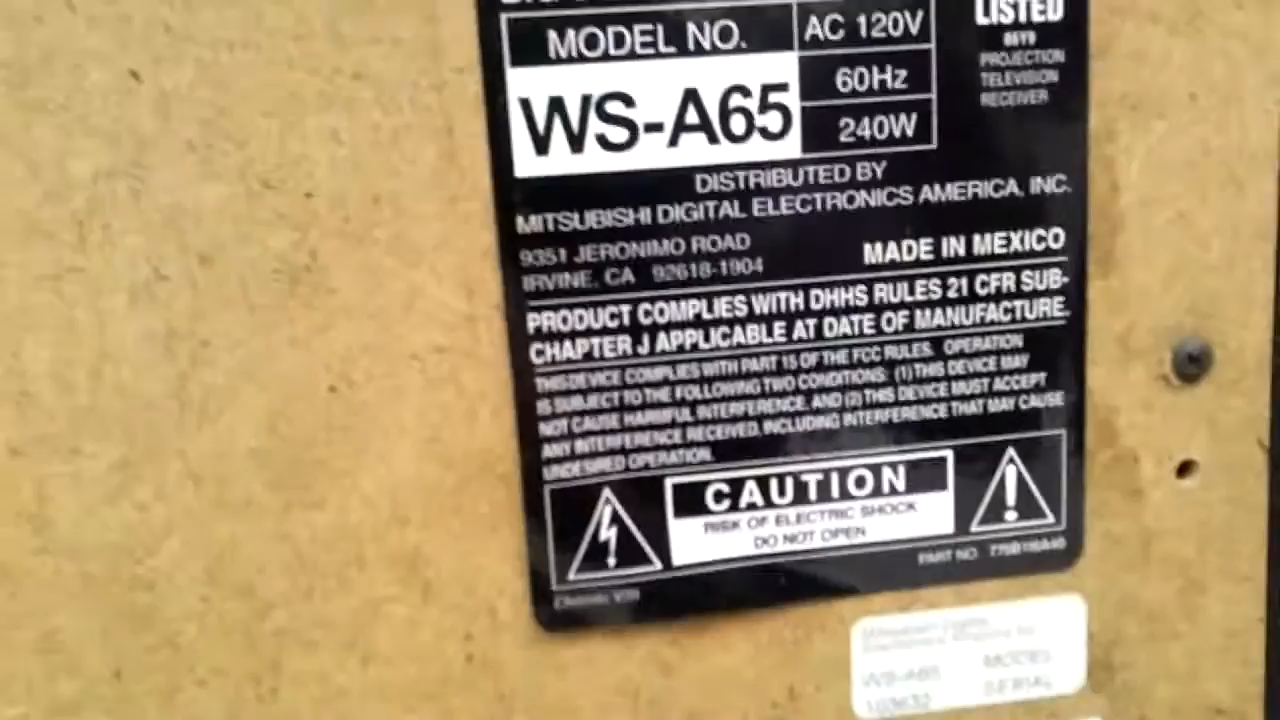 MODEL NO.
WS-A65
AC 120V
60Hz
240W
LISTED
86Y9
PROJECTION
TELEVISION
RECEIVER
DISTRIBUTED BY
MITSUBISHI DIGITAL ELECTRONICS AMERICA, INC.
9351 JERONIMO ROAD
IRVINE, CA 92618-1904
MADE IN MEXICO
PRODUCT COMPLIES WITH DHHS RULES 21 CFR SUB-
CHAPTER J APPLICABLE AT DATE OF MANUFACTURE.
THIS DEVICE COMPLIES WITH PART 15 OF THE FCC RULES. OPERATION
IS SUBJECT TO THE FOLLOWING TWO CONDITIONS: (1) THIS DEVICE MAY
NOT CAUSE HARMFUL INTERFERENCE, AND (2) THIS DEVICE MUST ACCEPT
ANY INTERFERENCE RECEIVED, INCLUDING INTERFERENCE THAT MAY CAUSE
UNDESIRED OPERATION.
CAUTION
RISK OF ELECTRIC SHOCK
DO NOT OPEN
PART NO.
WS-A65 MODEL
SERIAL